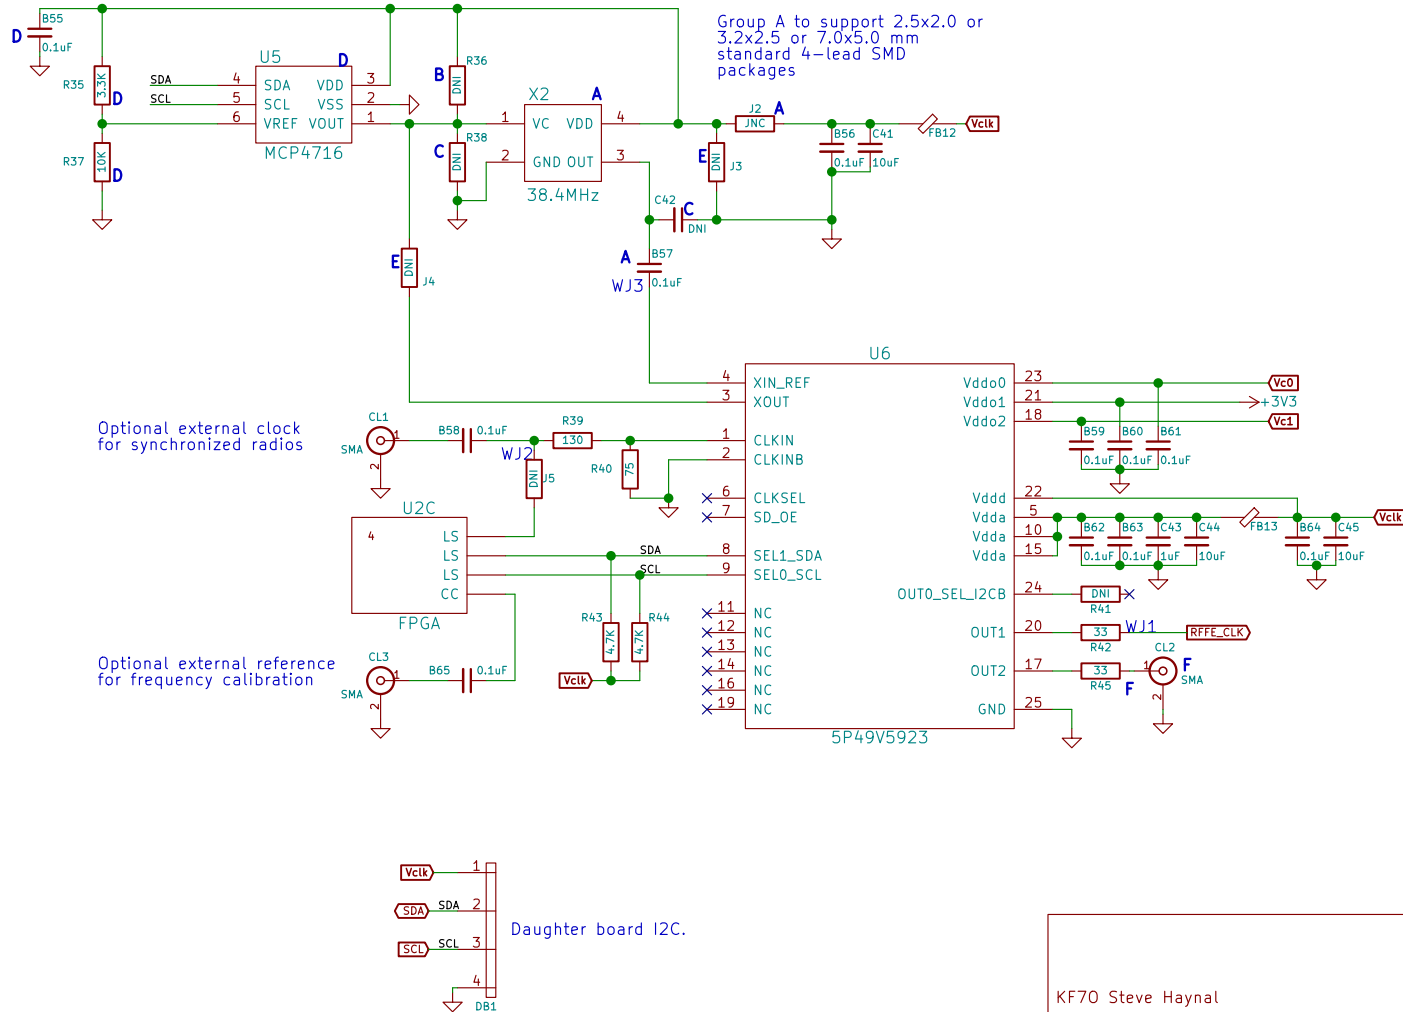 B55
D
0.1uF
R35
3.3K
D
R37
10K
D
SDA
SCL
U5
D
4 SDA VDD 3
5 SCL VSS 2
6 VREF VOUT 1
MCP4716
R36
B
DNI
R38
C
DNI
X2
A
1 VC VDD 4
2 GND OUT 3
38.4MHz
Group A to support 2.5x2.0 or
3.2x2.5 or 7.0x5.0 mm
standard 4-lead SMD
packages
J2
A
JNC
E
DNI
J3
B56
0.1uF
C41
10uF
FB12
Vclk
C42
C
DNI
A
B57
0.1uF
WJ3
E
DNI
J4
U6
4 XIN_REF
3 XOUT
1 CLKIN
2 CLKINB
6 CLKSEL
7 SD_OE
8 SEL1_SDA
9 SEL0_SCL
11 NC
12 NC
13 NC
14 NC
16 NC
19 NC
Vddo0 23
Vddo1 21
Vddo2 18
Vddd 22
Vdda 5
Vdda 10
Vdda 15
OUT0_SEL_I2CB 24
OUT1 20
OUT2 17
GND 25
5P49V5923
Vc0
+3V3
Vc1
B59
0.1uF
B60
0.1uF
B61
0.1uF
B62
0.1uF
B63
0.1uF
C43
1uF
C44
10uF
FB13
B64
0.1uF
C45
10uF
Vclk
DNI
R41
33
R42
WJ1
RFFE_CLK
33
R45
F
CL2
1
2
F
SMA
Optional external clock
for synchronized radios
CL1
SMA
1
2
B58
0.1uF
WJ2
R39
130
R40
75
DNI
J5
U2C
4
LS
LS
LS
CC
FPGA
SDA
SCL
R43
4.7K
R44
4.7K
Vclk
Optional external reference
for frequency calibration
CL3
SMA
1
2
B65
0.1uF
Vclk 1
SDA SDA 2
SCL SCL 3
4
DB1
Daughter board I2C.
KF7O Steve Haynal